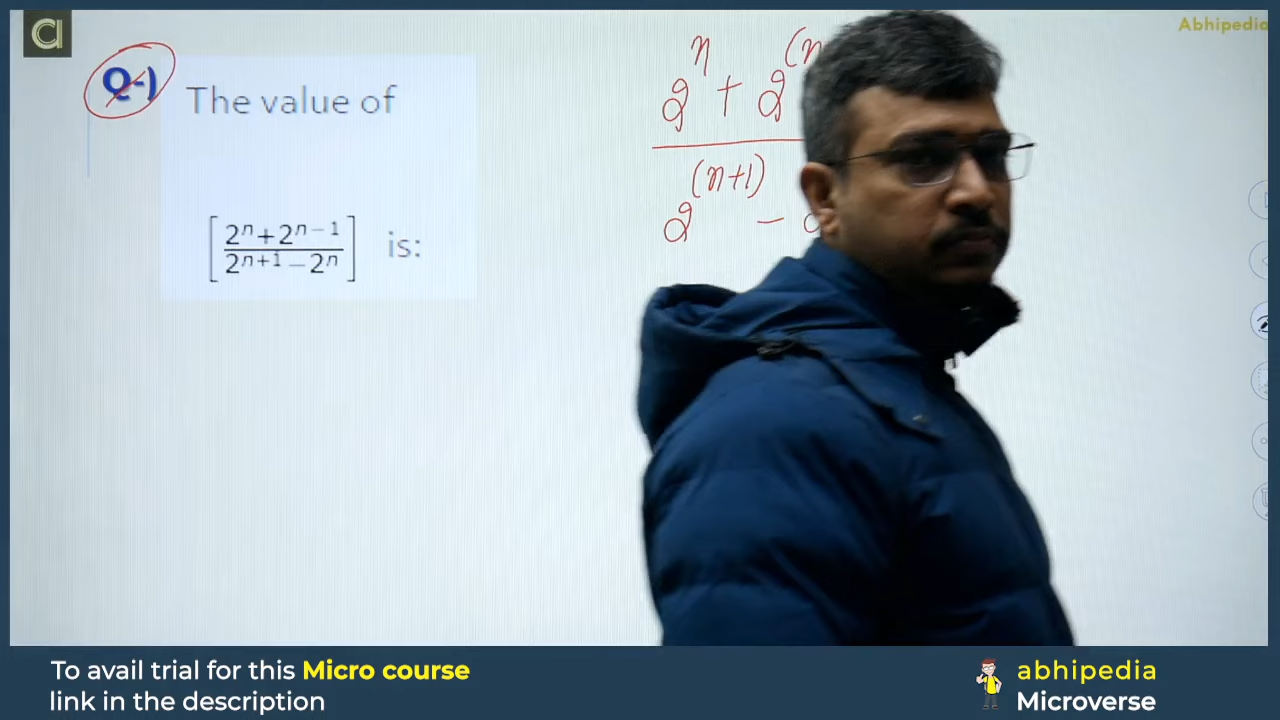 Abhipedia
Q-1
The value of
[2ⁿ+2ⁿ⁻¹
2ⁿ⁺¹–2ⁿ] is:
2ⁿ + 2
2⁽ⁿ⁺¹⁾ –
To avail trial for this Micro course
link in the description
abhipedia
Microverse